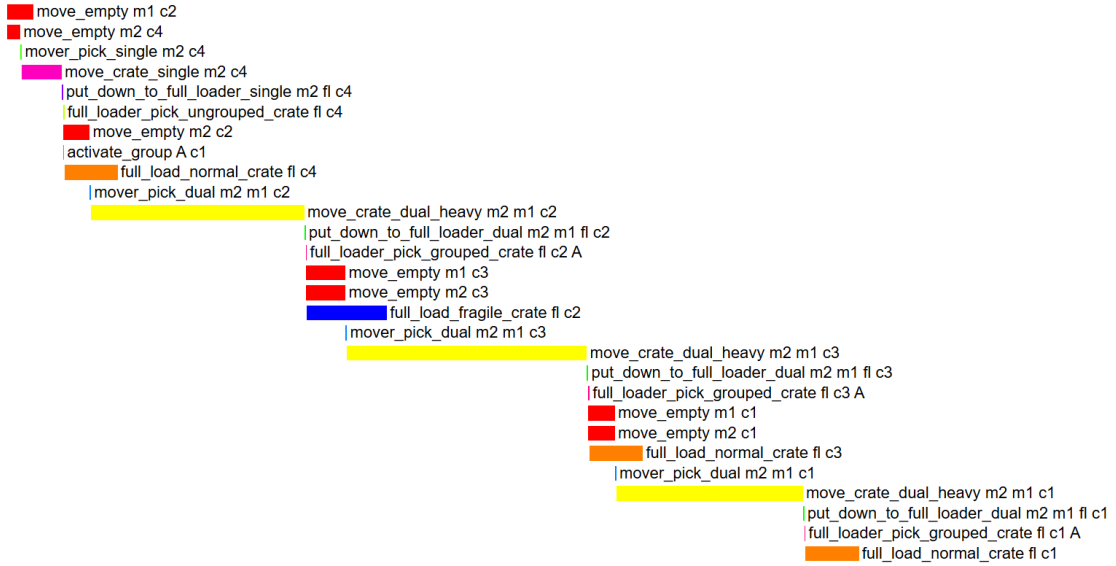 move_empty m1 c2
move_empty m2 c4
mover_pick_single m2 c4
move_crate_single m2 c4
put_down_to_full_loader_single m2 fl c4
full_loader_pick_ungrouped_crate fl c4
move_empty m2 c2
activate_group A c1
full_load_normal_crate fl c4
mover_pick_dual m2 m1 c2
move_crate_dual_heavy m2 m1 c2
put_down_to_full_loader_dual m2 m1 fl c2
full_loader_pick_grouped_crate fl c2 A
move_empty m1 c3
move_empty m2 c3
full_load_fragile_crate fl c2
mover_pick_dual m2 m1 c3
move_crate_dual_heavy m2 m1 c3
put_down_to_full_loader_dual m2 m1 fl c3
full_loader_pick_grouped_crate fl c3 A
move_empty m1 c1
move_empty m2 c1
full_load_normal_crate fl c3
mover_pick_dual m2 m1 c1
move_crate_dual_heavy m2 m1 c1
put_down_to_full_loader_dual m2 m1 fl c1
full_loader_pick_grouped_crate fl c1 A
full_load_normal_crate fl c1